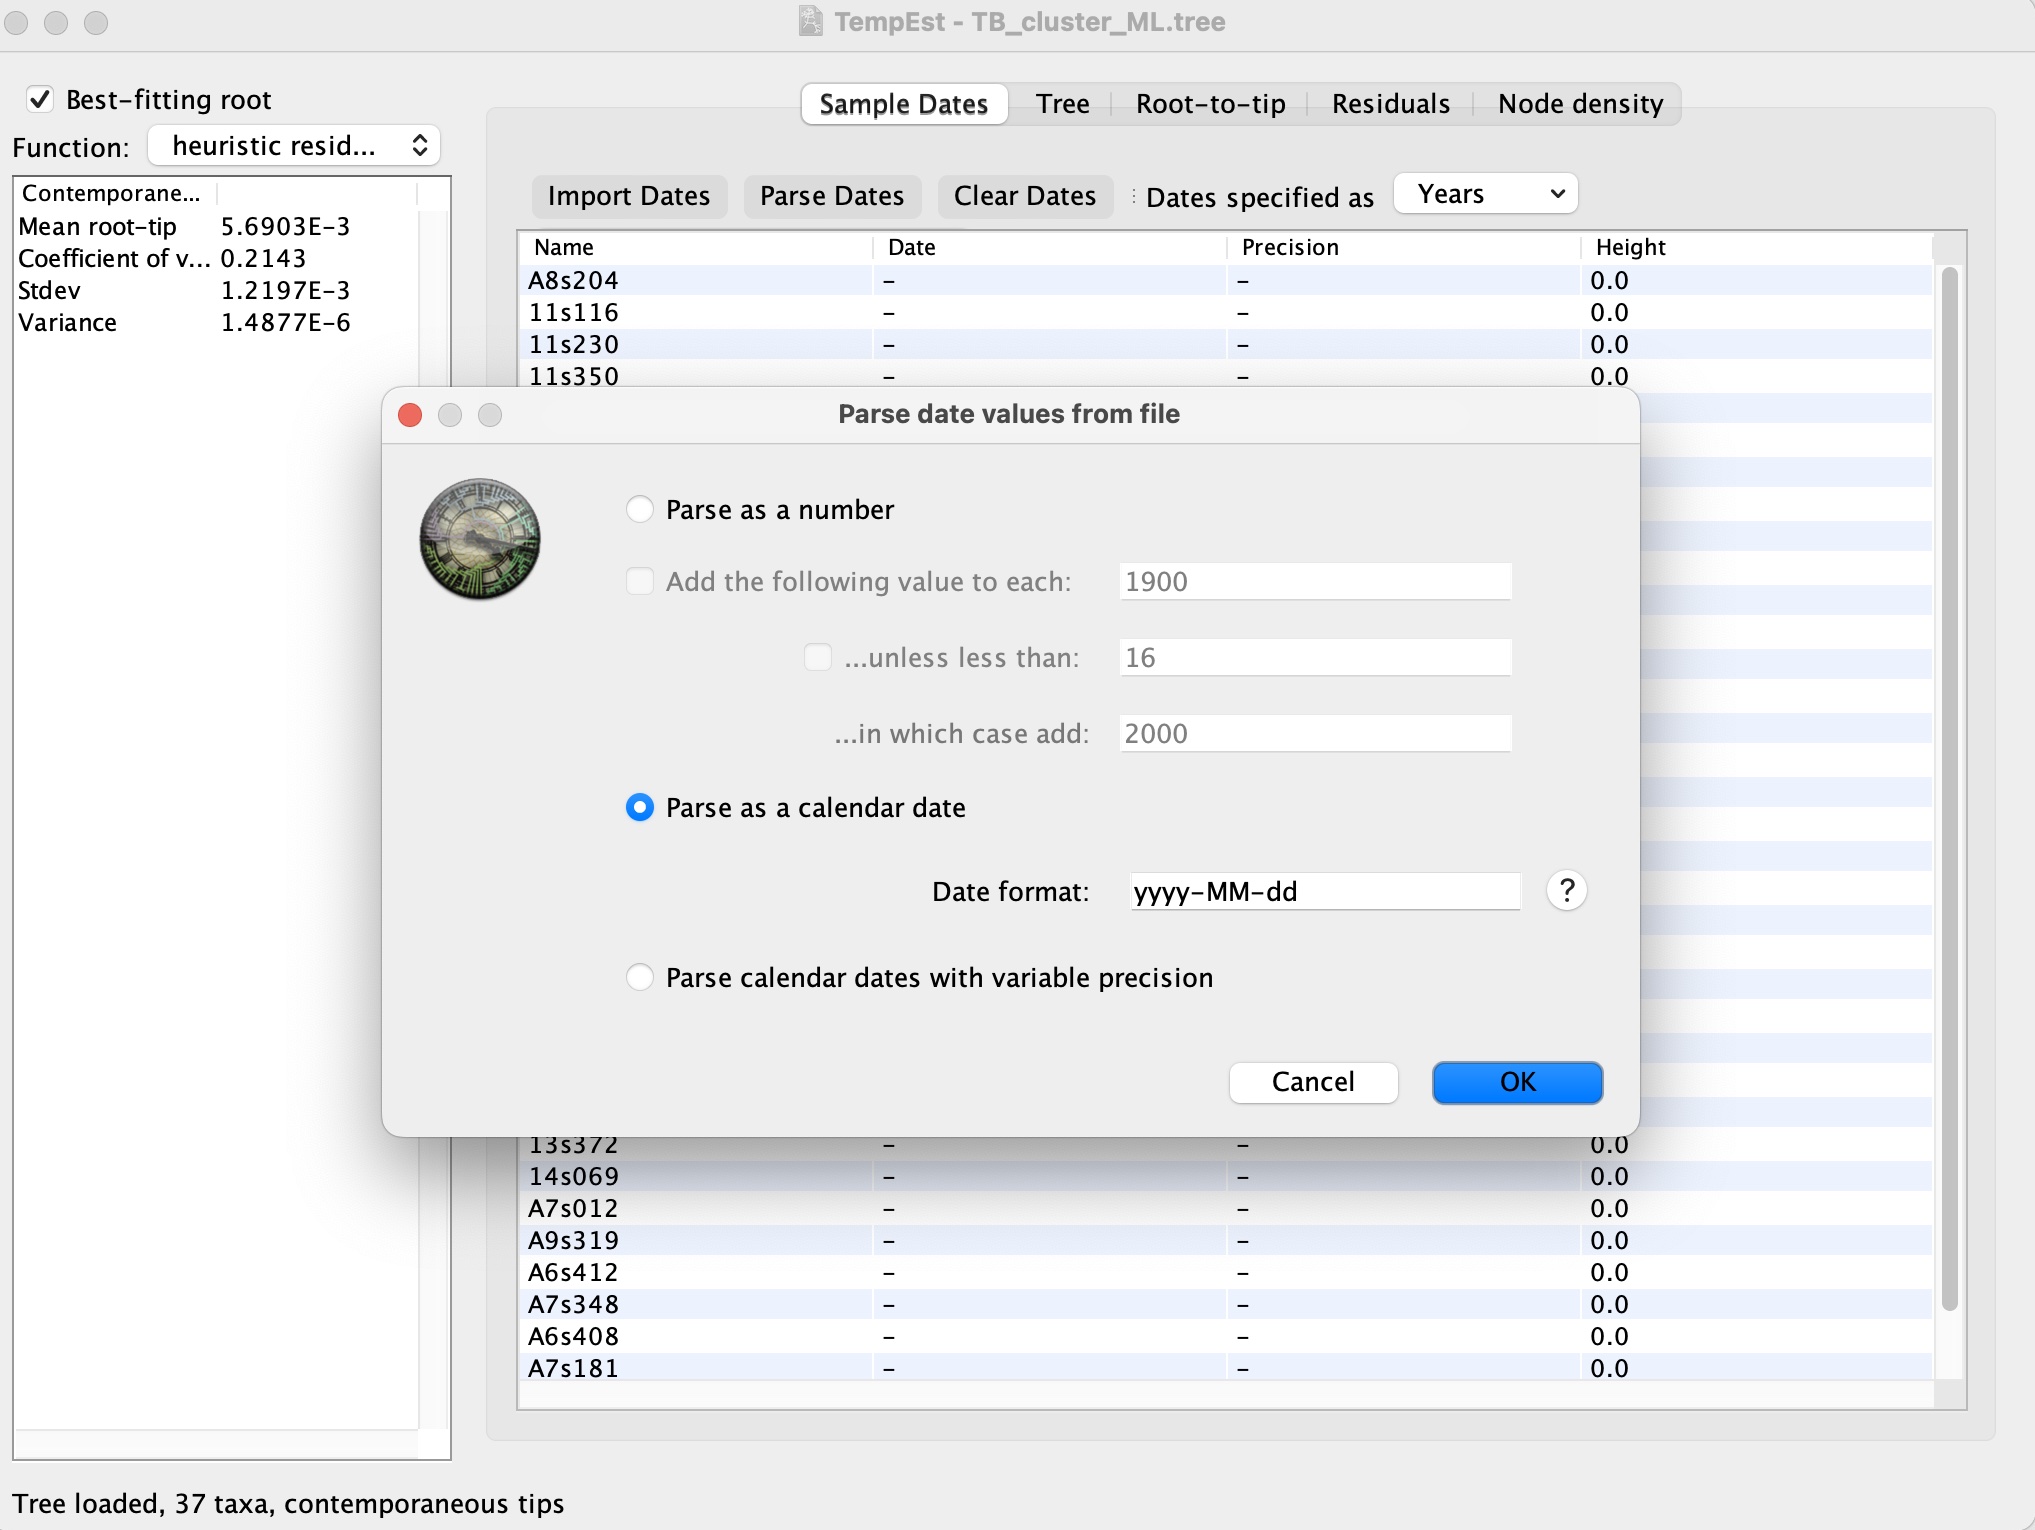 TempEst - TB_cluster_ML.tree
Best-fitting root
Function: heuristic resid...
Contemporane...
Mean root-tip 5.6903E-3
Coefficient of v... 0.2143
Stdev 1.2197E-3
Variance 1.4877E-6
Sample Dates Tree Root-to-tip Residuals Node density
Import Dates Parse Dates Clear Dates Dates specified as Years
Name Date Precision Height
A8s204 – – 0.0
11s116 – – 0.0
11s230 – – 0.0
11s350 – – 0.0
Parse date values from file
Parse as a number
Add the following value to each: 1900
...unless less than: 16
...in which case add: 2000
Parse as a calendar date
Date format: yyyy-MM-dd ?
Parse calendar dates with variable precision
Cancel OK
13s372 – – 0.0
14s069 – – 0.0
A7s012 – – 0.0
A9s319 – – 0.0
A6s412 – – 0.0
A7s348 – – 0.0
A6s408 – – 0.0
A7s181 – – 0.0
Tree loaded, 37 taxa, contemporaneous tips